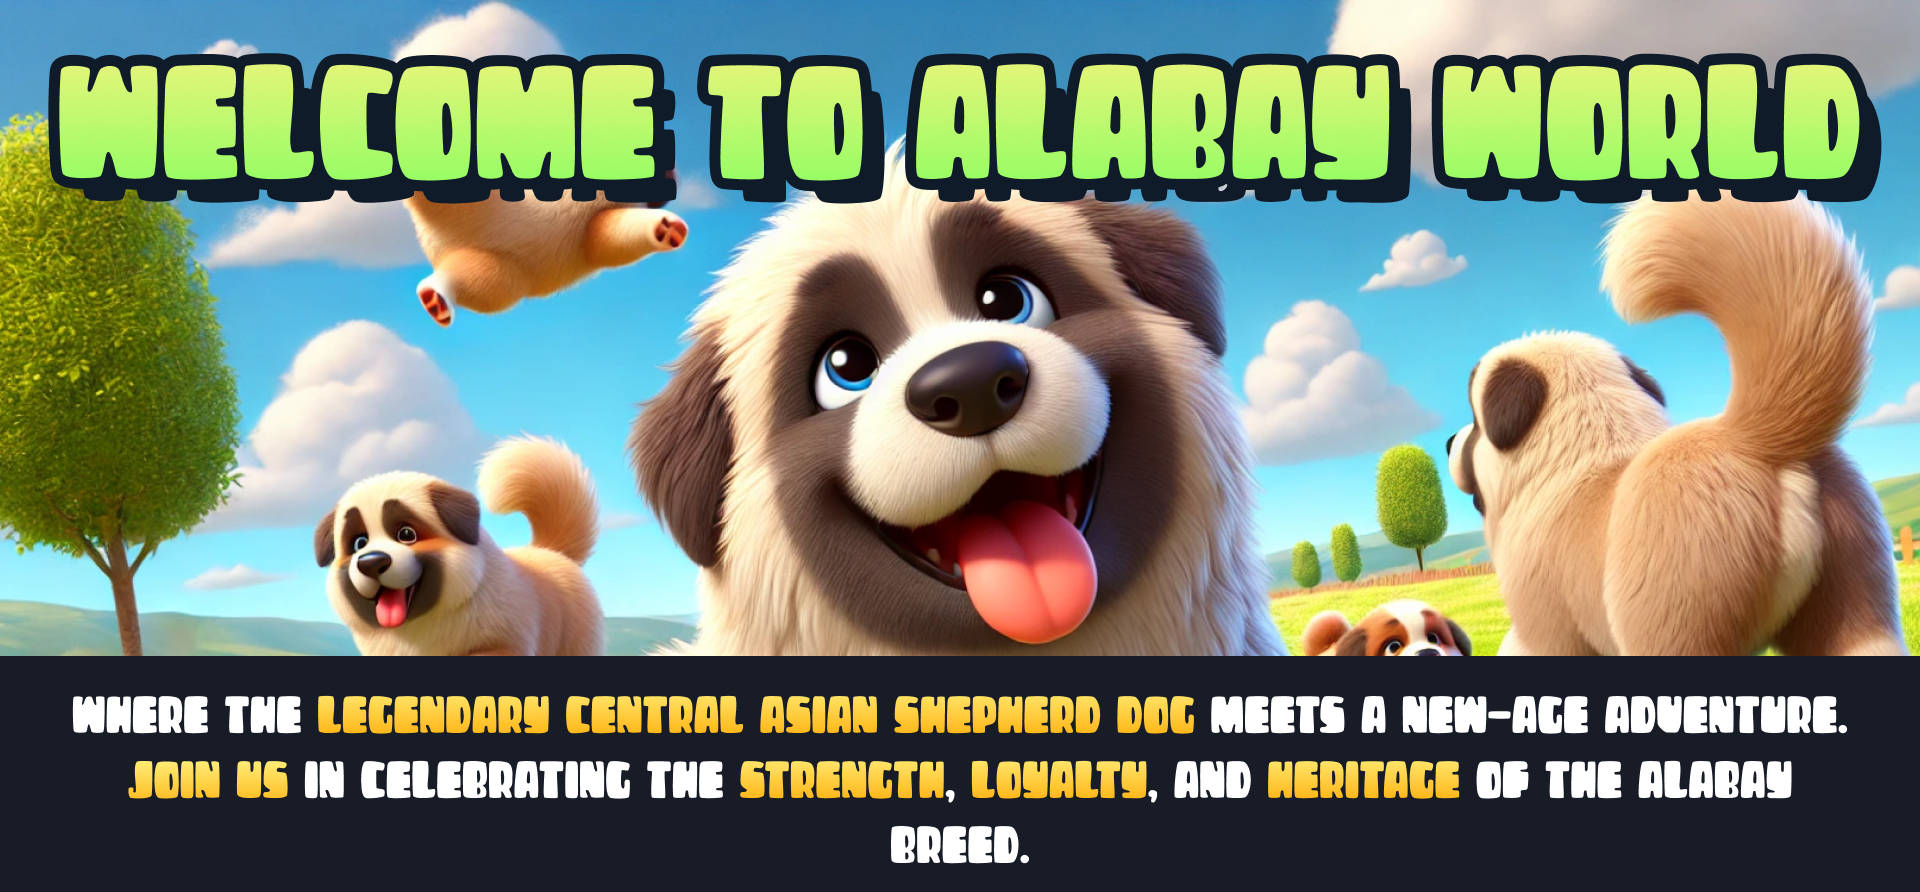 WELCOME TO ALABAY WORLD
WHERE THE LEGENDARY CENTRAL ASIAN SHEPHERD DOG MEETS A NEW-AGE ADVENTURE.
JOIN US IN CELEBRATING THE STRENGTH, LOYALTY, AND HERITAGE OF THE ALABAY
BREED.